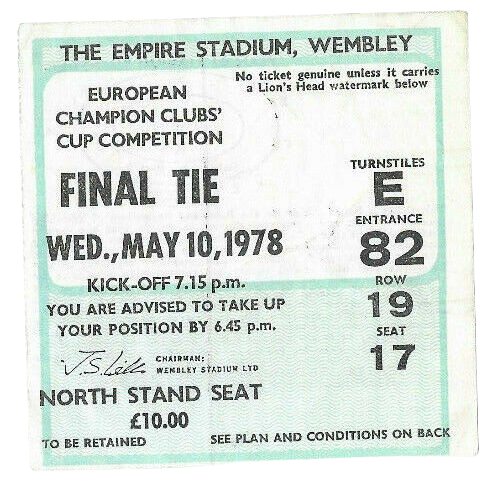 THE EMPIRE STADIUM, WEMBLEY
No ticket genuine unless it carries
a Lion's Head watermark below
EUROPEAN
CHAMPION CLUBS'
CUP COMPETITION
FINAL TIE
WED., MAY 10, 1978
KICK-OFF 7.15 p.m.
YOU ARE ADVISED TO TAKE UP
YOUR POSITION BY 6.45 p.m.
CHAIRMAN:
WEMBLEY STADIUM LTD
NORTH STAND SEAT
£10.00
TO BE RETAINED
TURNSTILES
E
ENTRANCE
82
ROW
19
SEAT
17
SEE PLAN AND CONDITIONS ON BACK